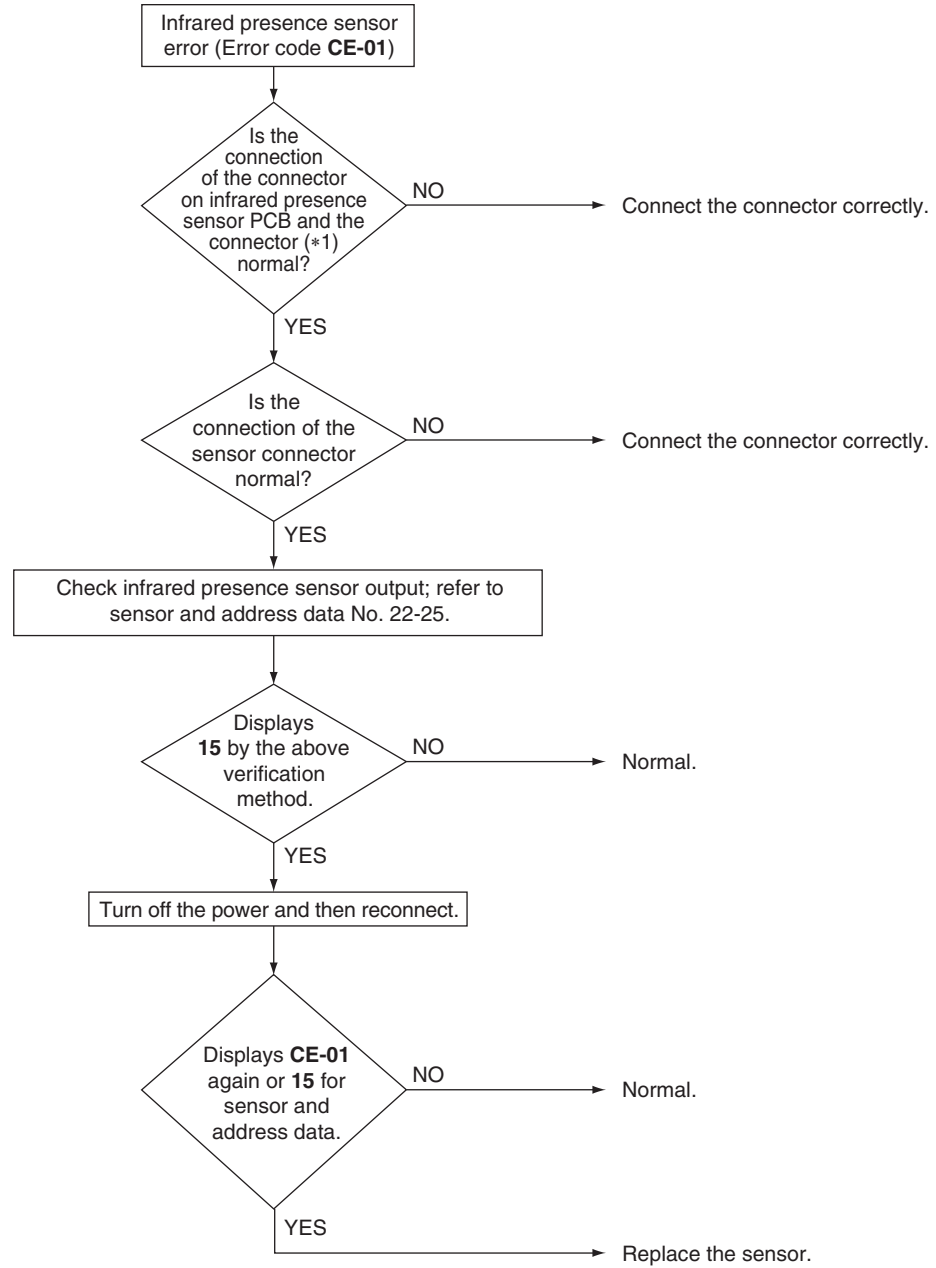 Infrared presence sensor
error (Error code CE-01)
Is the
connection
of the connector
on infrared presence
sensor PCB and the
connector (*1)
normal?
NO
Connect the connector correctly.
YES
Is the
connection of the
sensor connector
normal?
NO
Connect the connector correctly.
YES
Check infrared presence sensor output; refer to
sensor and address data No. 22-25.
Displays
15 by the above
verification
method.
NO
Normal.
YES
Turn off the power and then reconnect.
Displays CE-01
again or 15 for
sensor and
address data.
NO
Normal.
YES
Replace the sensor.